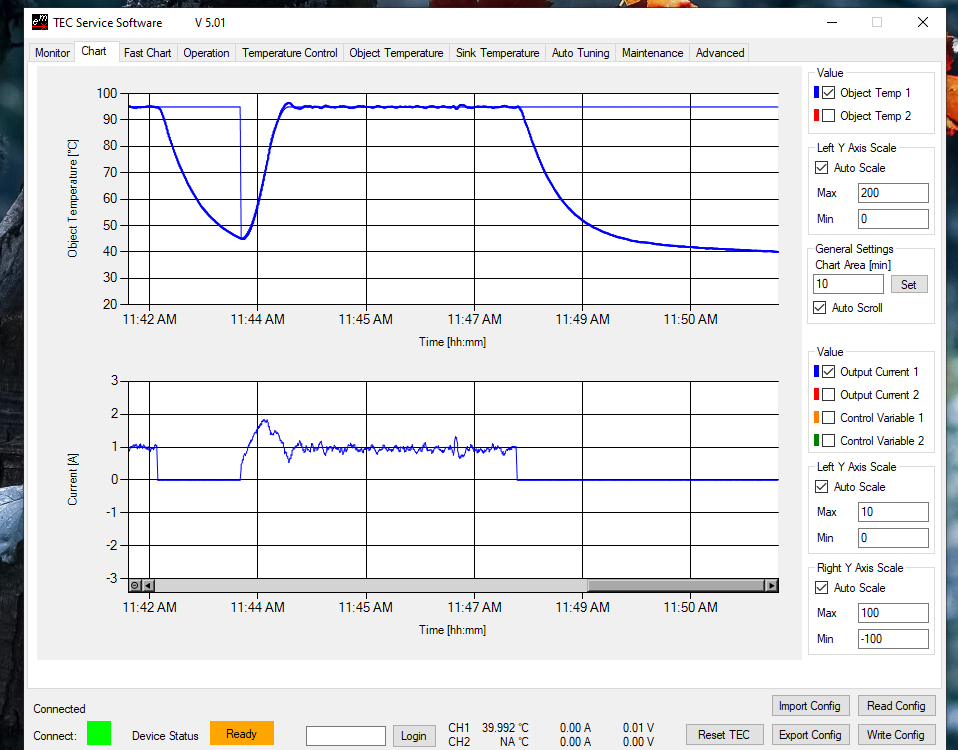 TEC Service Software V 5.01
Monitor Chart Fast Chart Operation Temperature Control Object Temperature Sink Temperature Auto Tuning Maintenance Advanced
Object Temperature [°C]
100
90
80
70
60
50
40
30
20
11:42 AM 11:44 AM 11:45 AM 11:47 AM 11:49 AM 11:50 AM
Time [hh:mm]
Current [A]
3
2
1
0
-1
-2
-3
11:42 AM 11:44 AM 11:45 AM 11:47 AM 11:49 AM 11:50 AM
Time [hh:mm]
Value
Object Temp 1
Object Temp 2
Left Y Axis Scale
Auto Scale
Max 200
Min 0
General Settings
Chart Area [min]
10 Set
Auto Scroll
Value
Output Current 1
Output Current 2
Control Variable 1
Control Variable 2
Left Y Axis Scale
Auto Scale
Max 10
Min 0
Right Y Axis Scale
Auto Scale
Max 100
Min -100
Connected
Connect: Device Status Ready Login
CH1 39.992 °C 0.00 A 0.01 V
CH2 NA °C 0.00 A 0.00 V
Import Config Read Config
Reset TEC Export Config Write Config